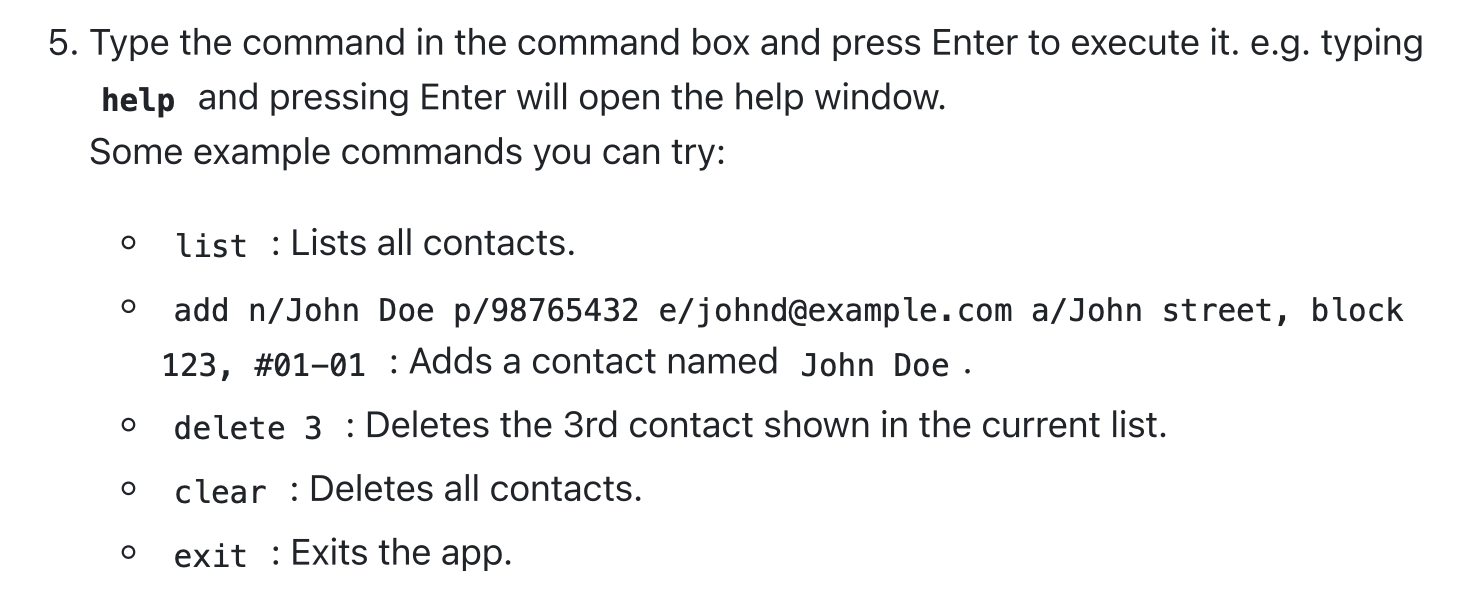 5. Type the command in the command box and press Enter to execute it. e.g. typing
help and pressing Enter will open the help window.
Some example commands you can try:
list : Lists all contacts.
add n/John Doe p/98765432 e/johnd@example.com a/John street, block
123, #01-01 : Adds a contact named John Doe .
delete 3 : Deletes the 3rd contact shown in the current list.
clear : Deletes all contacts.
exit : Exits the app.